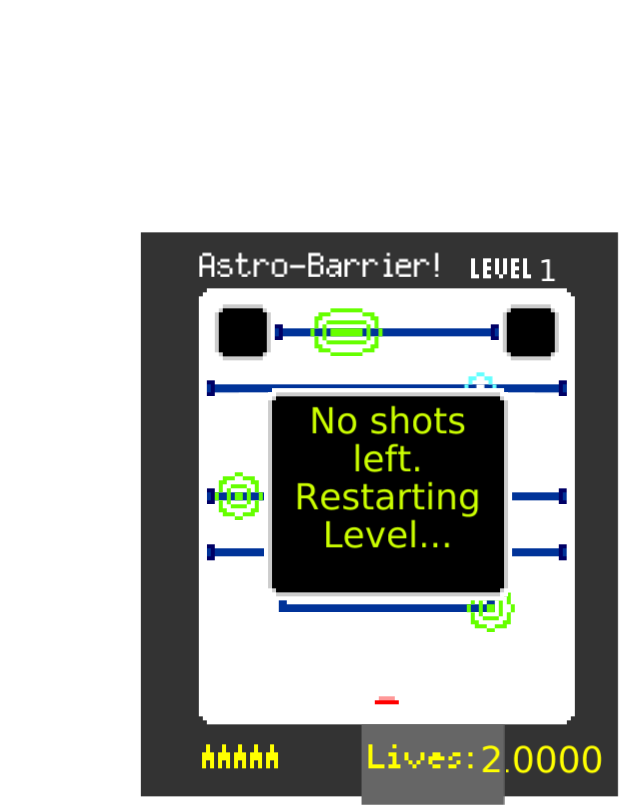 Astro-Barrier! LEVEL 1
No shots
left.
Restarting
Level...
Lives:2.0000